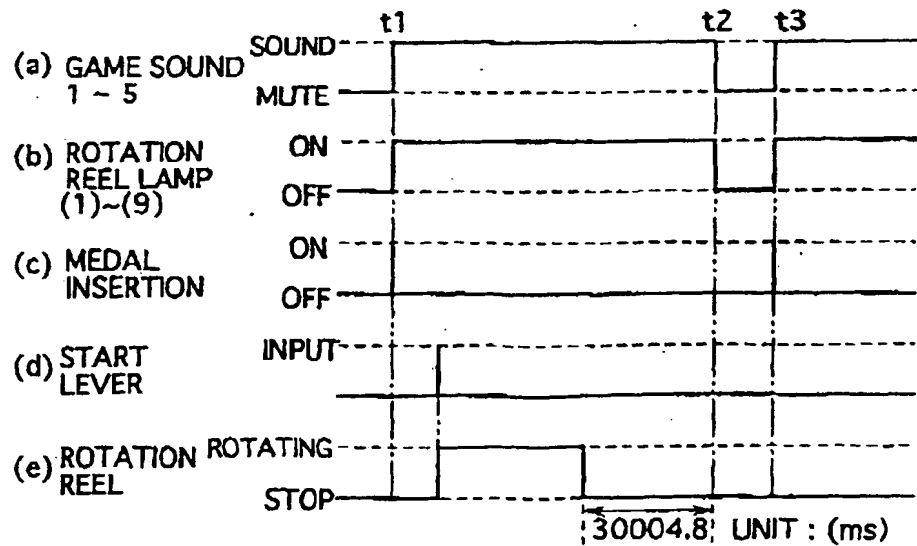 t1 t2 t3
(a) GAME SOUND
1 ~ 5
SOUND
MUTE
(b) ROTATION
REEL LAMP
(1)~(9)
ON
OFF
(c) MEDAL
INSERTION
ON
OFF
(d) START
LEVER
INPUT
(e) ROTATION
REEL
ROTATING
STOP
30004.8 UNIT : (ms)